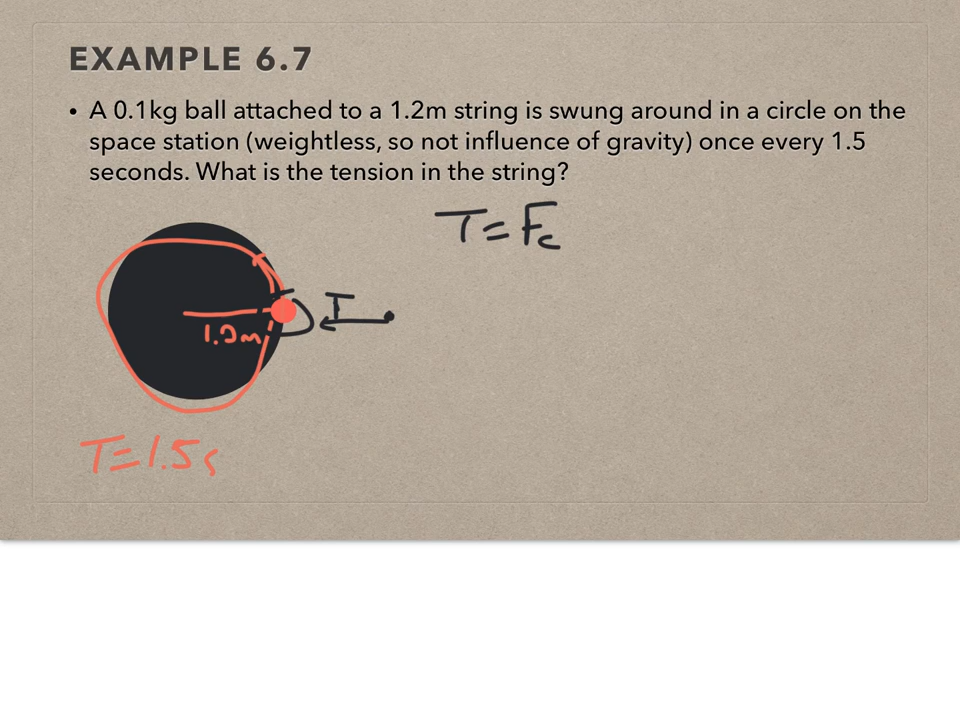 EXAMPLE 6.7
• A 0.1kg ball attached to a 1.2m string is swung around in a circle on the
space station (weightless, so not influence of gravity) once every 1.5
seconds. What is the tension in the string?
T = Fc
T
1.2m
T = 1.5s